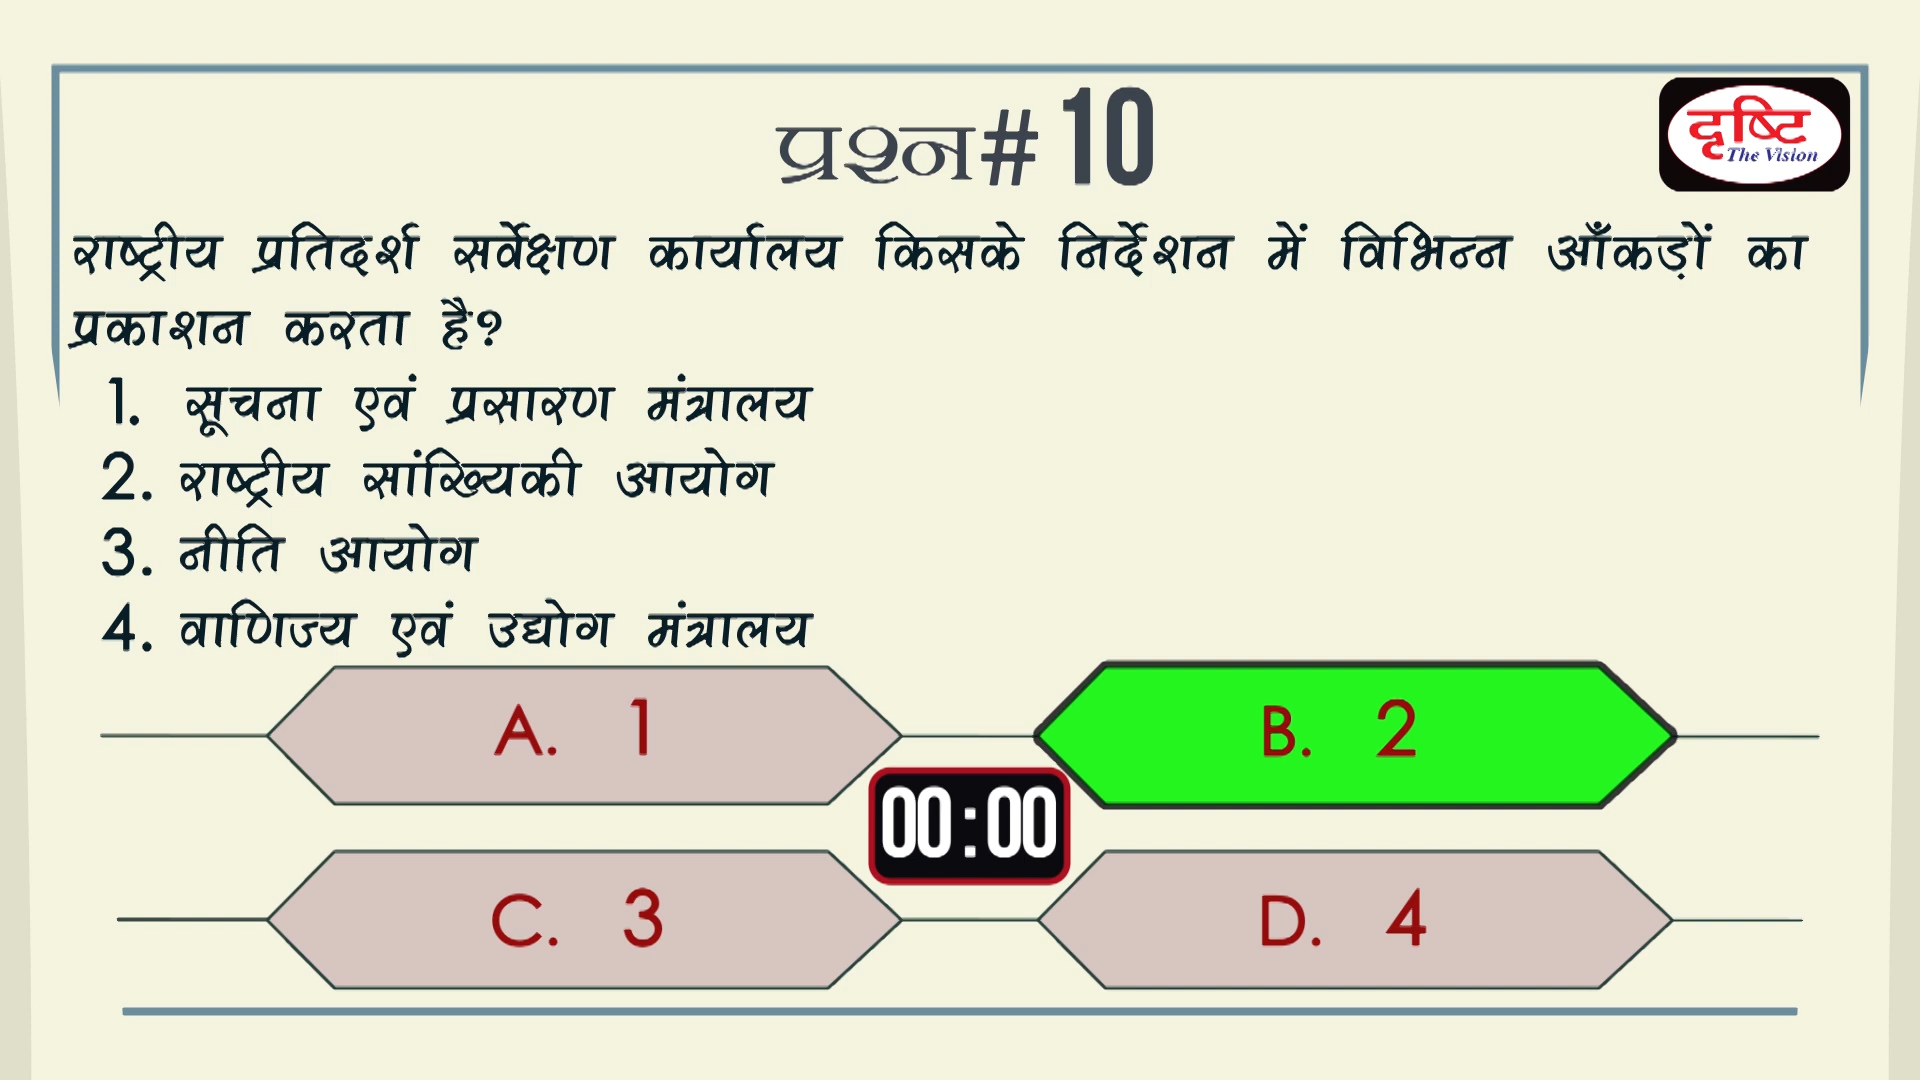 प्रश्न# 10
दृष्टि
The Vision
राष्ट्रीय प्रतिदर्श सर्वेक्षण कार्यालय किसके निर्देशन में विभिन्न आँकड़ों का
प्रकाशन करता है?
1. सूचना एवं प्रसारण मंत्रालय
2. राष्ट्रीय सांख्यिकी आयोग
3. नीति आयोग
4. वाणिज्य एवं उद्योग मंत्रालय
A. 1
B. 2
00:00
C. 3
D. 4